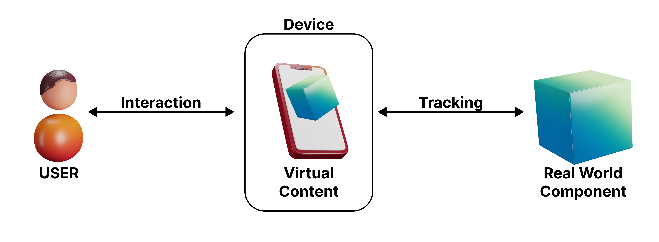 Device
Interaction
Tracking
USER
Virtual
Content
Real World
Component